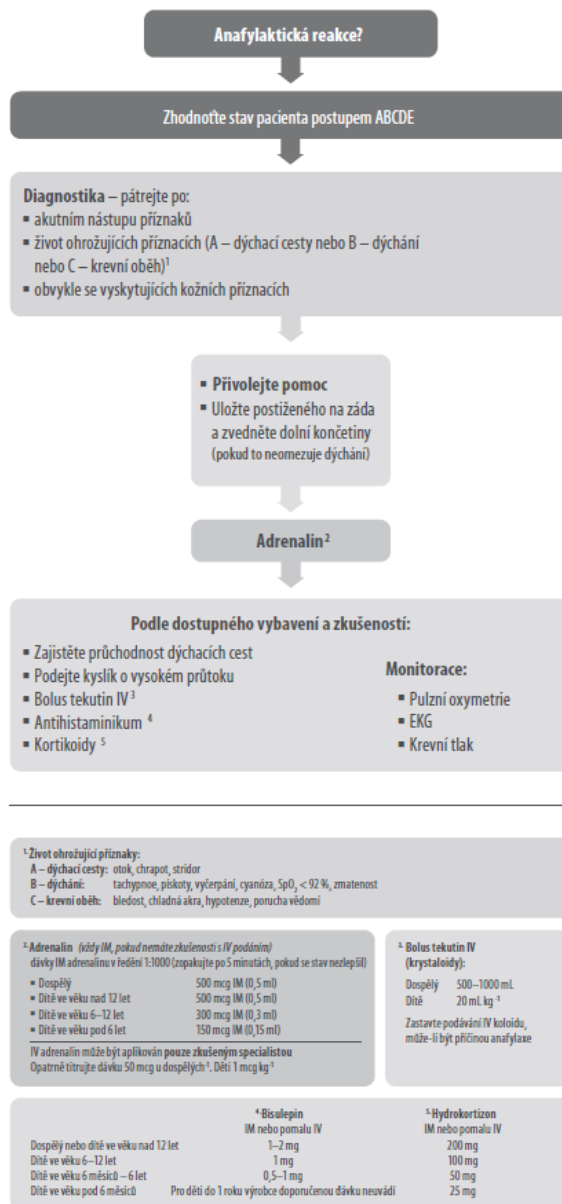 Anafylaktická reakce?
Zhodnoťte stav pacienta postupem ABCDE
Diagnostika – pátrejte po:
▪ akutním nástupu příznaků
▪ život ohrožujících příznacích (A – dýchací cesty nebo B – dýchání
nebo C – krevní oběh)¹
▪ obvykle se vyskytujících kožních příznacích
▪ Přivolejte pomoc
▪ Uložte postiženého na záda
a zvedněte dolní končetiny
(pokud to neomezuje dýchání)
Adrenalin²
Podle dostupného vybavení a zkušeností:
▪ Zajistěte průchodnost dýchacích cest
▪ Podejte kyslík o vysokém průtoku
▪ Bolus tekutin IV ³
▪ Antihistaminikum ⁴
▪ Kortikoidy ⁵
Monitorace:
▪ Pulzní oxymetrie
▪ EKG
▪ Krevní tlak
¹·Život ohrožující příznaky:
A – dýchací cesty: otok, chrapot, stridor
B – dýchání: tachypnoe, pískoty, vyčerpání, cyanóza, SpO₂ < 92 %, zmatenost
C – krevní oběh: bledost, chladná akra, hypotenze, porucha vědomí
²·Adrenalin (vždy IM, pokud nemáte zkušenosti s IV podáním)
dávky IM adrenalinu v ředění 1:1000 (zopakujte po 5 minutách, pokud se stav nezlepšil)
▪ Dospělý 500 mcg IM (0,5 ml)
▪ Dítě ve věku nad 12 let 500 mcg IM (0,5 ml)
▪ Dítě ve věku 6–12 let 300 mcg IM (0,3 ml)
▪ Dítě ve věku pod 6 let 150 mcg IM (0,15 ml)
IV adrenalin může být aplikován pouze zkušeným specialistou
Opatrně titrujte dávku 50 mcg u dospělých⁻¹. Děti 1 mcg kg⁻¹
³· Bolus tekutin IV
(krystaloidy):
Dospělý 500–1000 mL
Dítě 20 mL kg⁻¹
Zastavte podávání IV koloidu,
může-li být příčinou anafylaxe
⁴·Bisulepin ⁵·Hydrokortizon
IM nebo pomalu IV IM nebo pomalu IV
Dospělý nebo dítě ve věku nad 12 let 1–2 mg 200 mg
Dítě ve věku 6–12 let 1 mg 100 mg
Dítě ve věku 6 měsíců – 6 let 0,5–1 mg 50 mg
Dítě ve věku pod 6 měsíců Pro děti do 1 roku výrobce doporučenou dávku neuvádí 25 mg